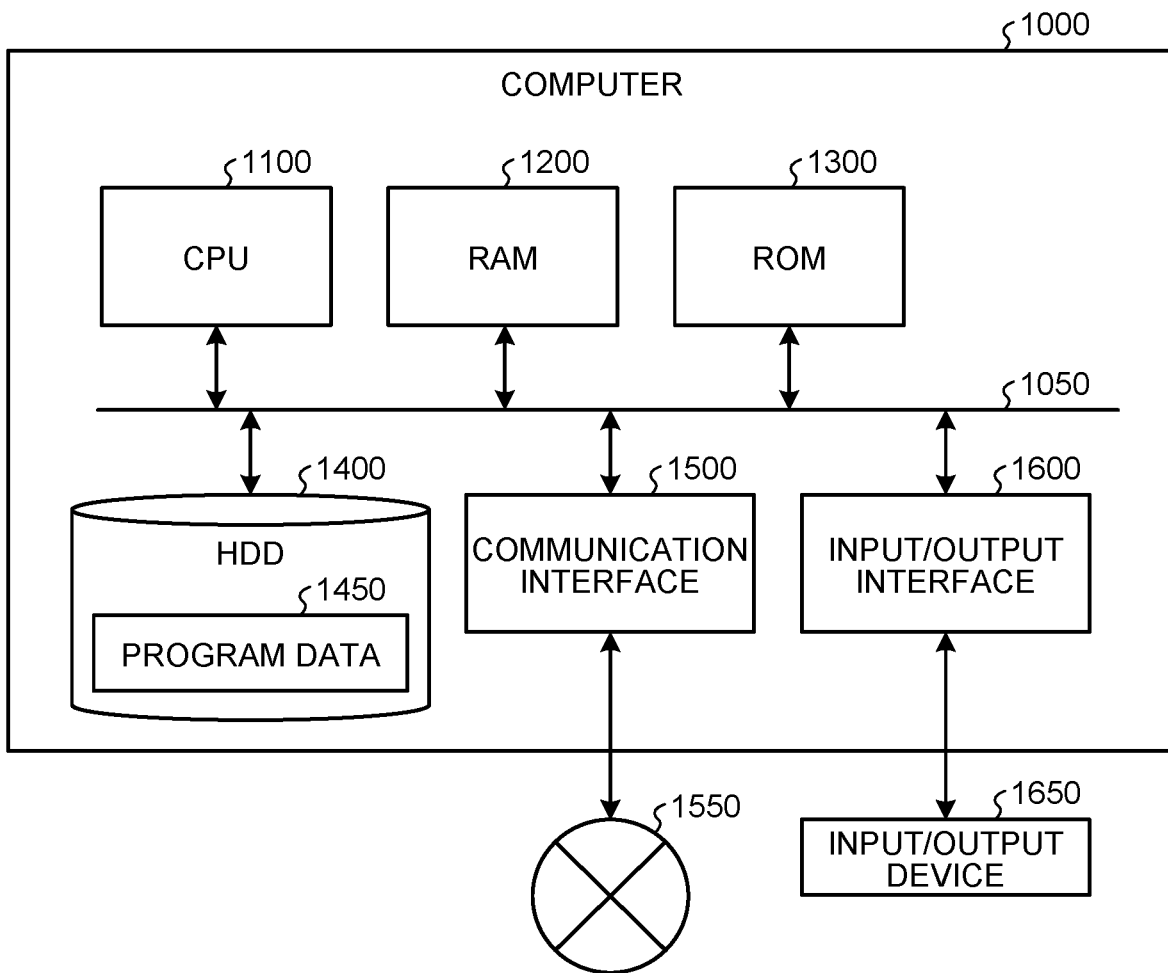 1000
COMPUTER
1100
1200
1300
CPU
RAM
ROM
1050
1400
1500
1600
HDD
COMMUNICATION
INTERFACE
INPUT/OUTPUT
INTERFACE
1450
PROGRAM DATA
1550
1650
INPUT/OUTPUT
DEVICE